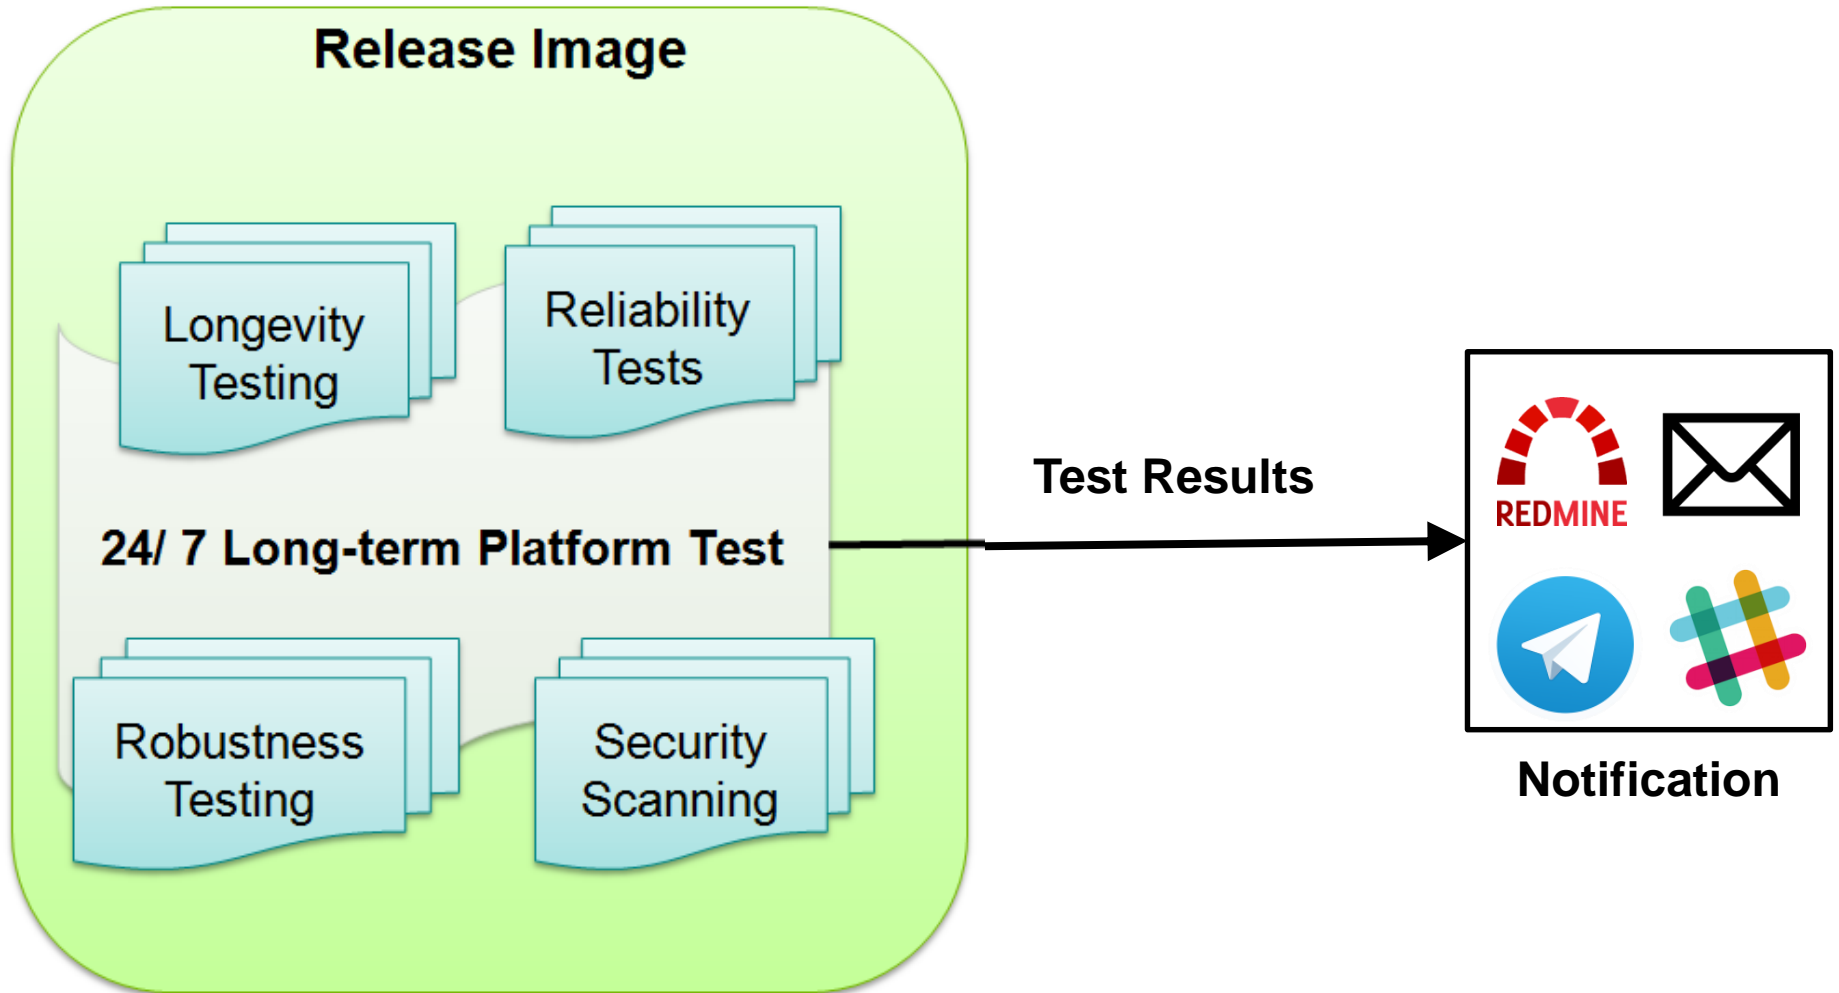 Release Image
Longevity
Testing
Reliability
Tests
24/ 7 Long-term Platform Test
Robustness
Testing
Security
Scanning
Test Results
REDMINE
Notification